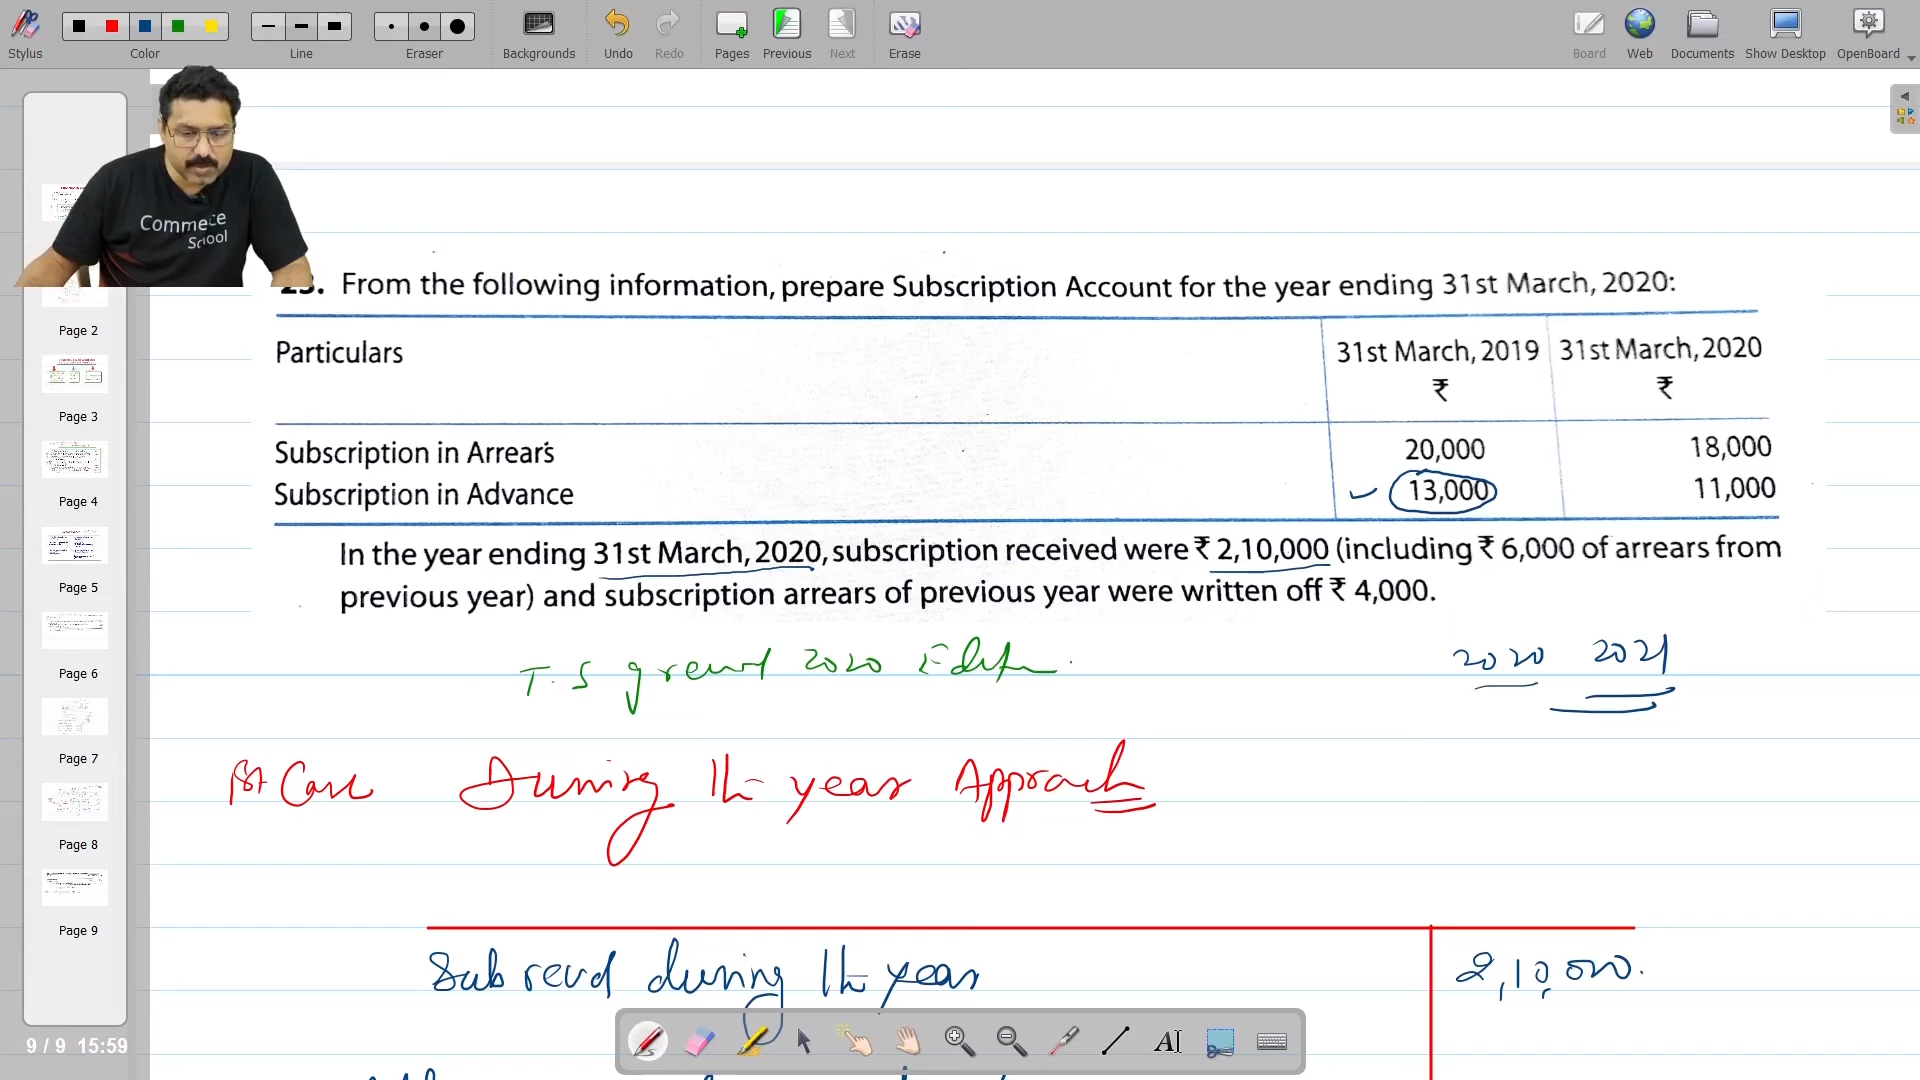 Stylus
Color
Line
Eraser
Backgrounds
Undo
Redo
Pages
Previous
Next
Erase
Board
Web
Documents
Show Desktop
OpenBoard
Commerce
School
Page 2
Page 3
Page 4
Page 5
Page 6
Page 7
Page 8
Page 9
9 / 9 15:59
23. From the following information, prepare Subscription Account for the year ending 31st March, 2020:
Particulars 31st March, 2019 31st March, 2020
₹ ₹
Subscription in Arrears 20,000 18,000
Subscription in Advance 13,000 11,000
In the year ending 31st March, 2020, subscription received were ₹ 2,10,000 (including ₹ 6,000 of arrears from
previous year) and subscription arrears of previous year were written off ₹ 4,000.
T.S grewal 2020 Edition 2020 2021
1st Case During the year Approach
Sub recvd during the year 2,10,000.